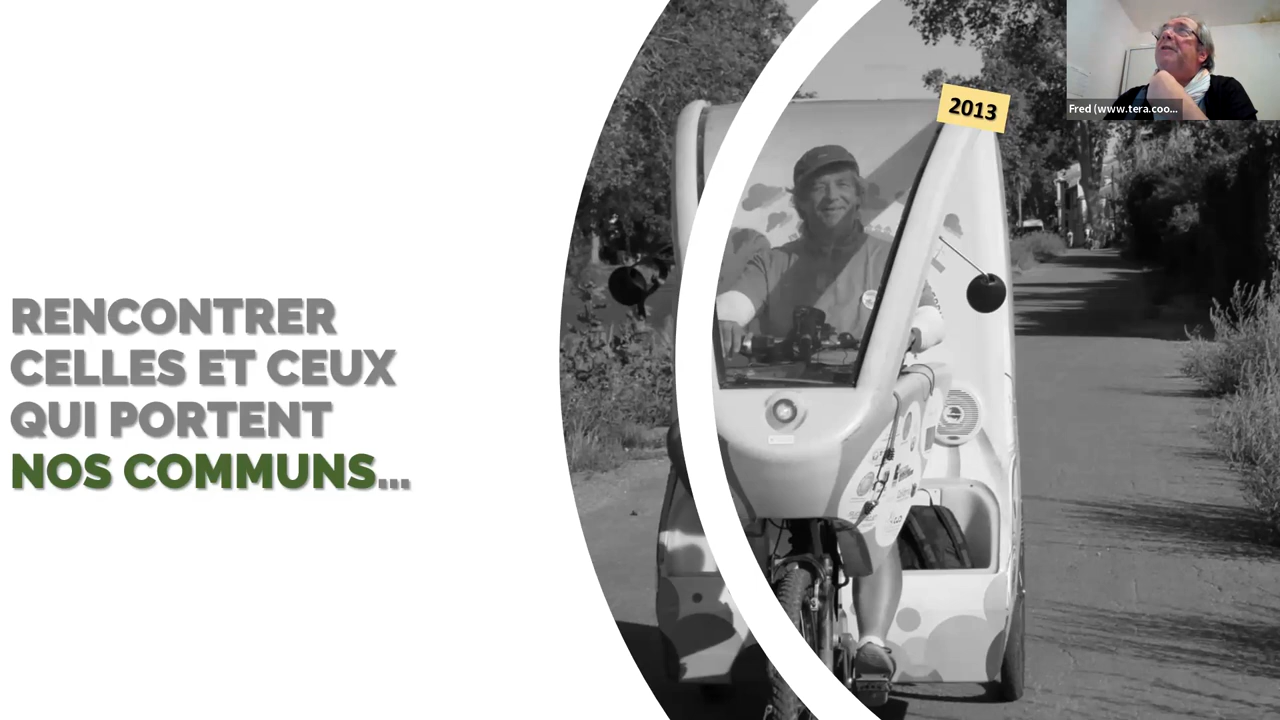 2013
Fred (www.tera.coo...
RENCONTRER
CELLES ET CEUX
QUI PORTENT
NOS COMMUNS...